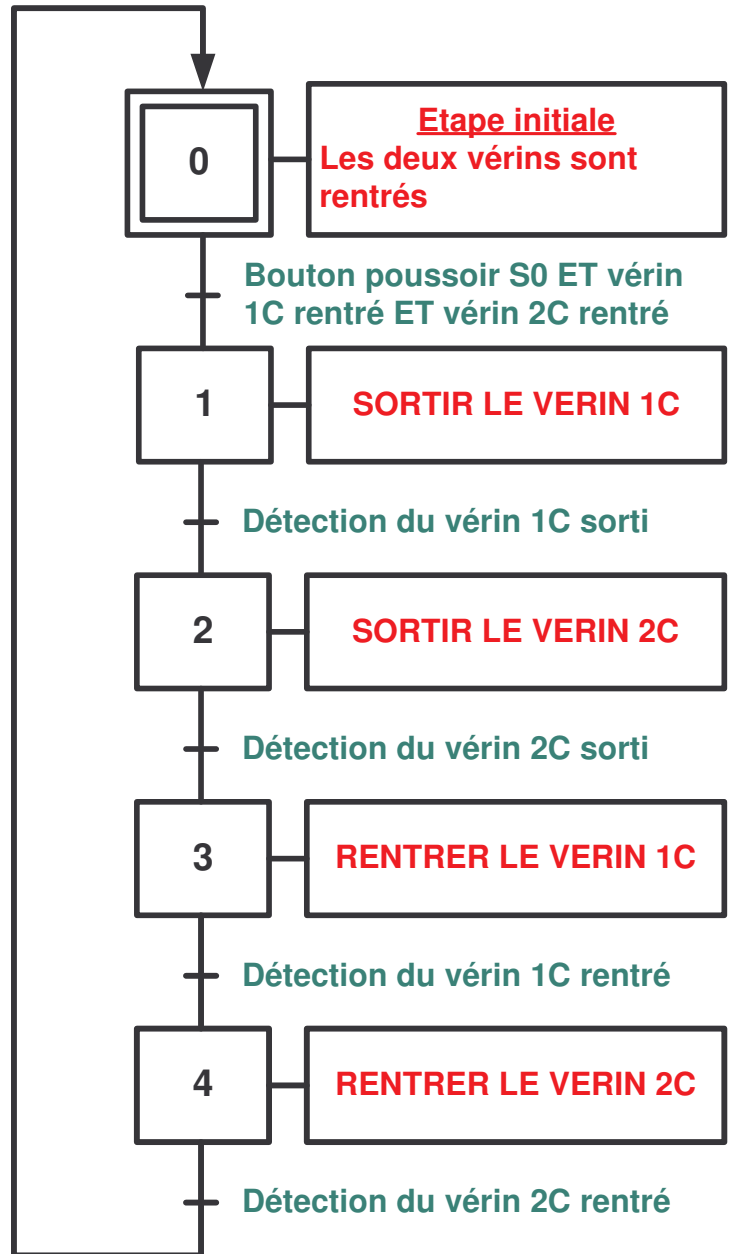 0
Etape initiale
Les deux vérins sont
rentrés
Bouton poussoir S0 ET vérin
1C rentré ET vérin 2C rentré
1
SORTIR LE VERIN 1C
Détection du vérin 1C sorti
2
SORTIR LE VERIN 2C
Détection du vérin 2C sorti
3
RENTRER LE VERIN 1C
Détection du vérin 1C rentré
4
RENTRER LE VERIN 2C
Détection du vérin 2C rentré